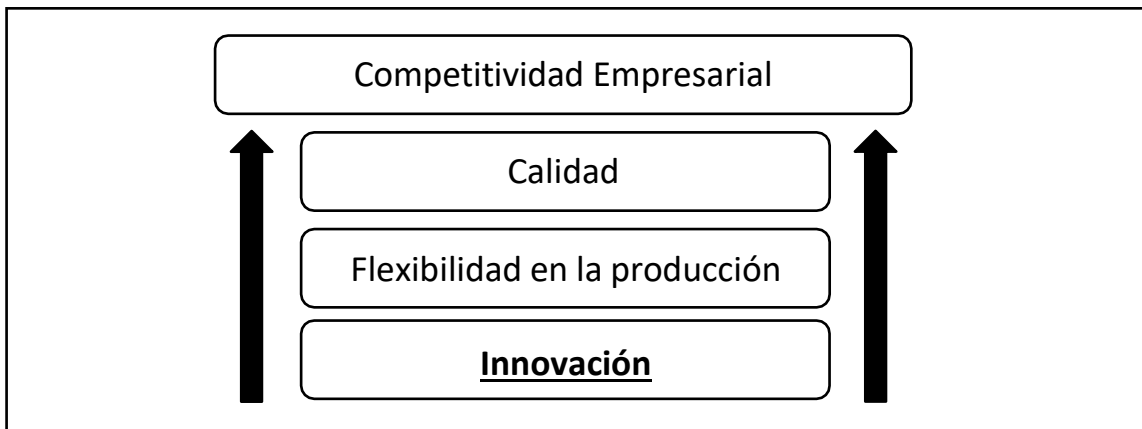 Competitividad Empresarial
Calidad
Flexibilidad en la producción
Innovación